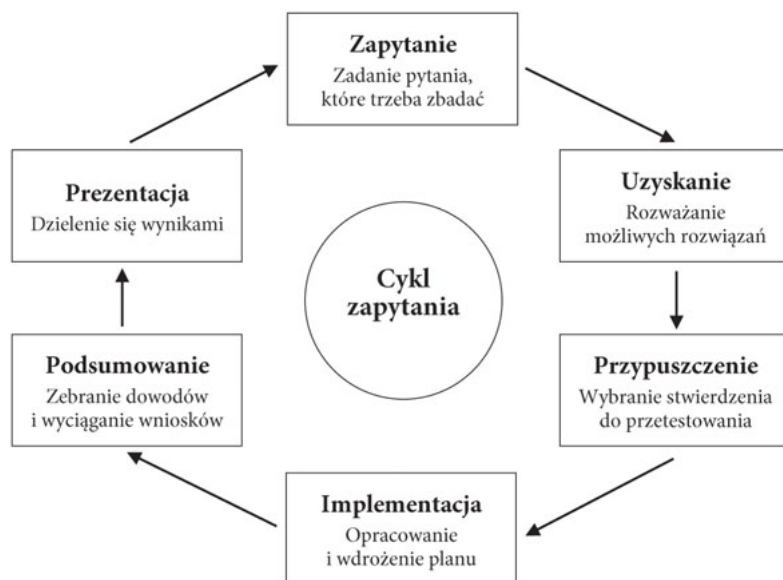 Zapytanie
Zadanie pytania,
które trzeba zbadać
Uzyskanie
Rozważanie
możliwych rozwiązań
Przypuszczenie
Wybranie stwierdzenia
do przetestowania
Implementacja
Opracowanie
i wdrożenie planu
Podsumowanie
Zebranie dowodów
i wyciąganie wniosków
Prezentacja
Dzielenie się wynikami
Cykl
zapytania